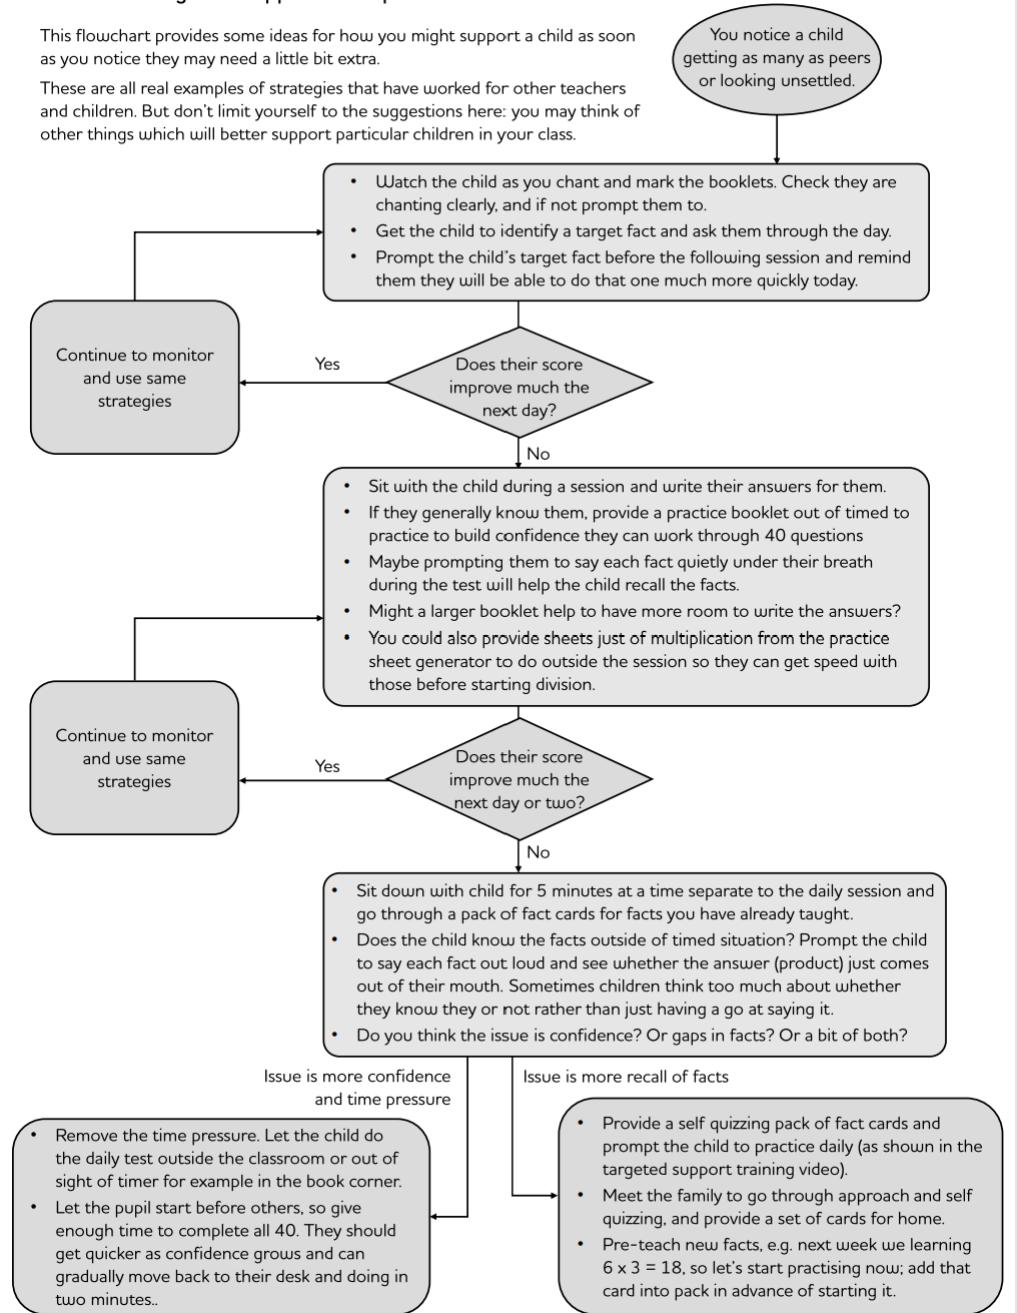 This flowchart provides some ideas for how you might support a child as soon
as you notice they may need a little bit extra.
These are all real examples of strategies that have worked for other teachers
and children. But don't limit yourself to the suggestions here: you may think of
other things which will better support particular children in your class.
You notice a child
getting as many as peers
or looking unsettled.
• Watch the child as you chant and mark the booklets. Check they are
chanting clearly, and if not prompt them to.
• Get the child to identify a target fact and ask them through the day.
• Prompt the child's target fact before the following session and remind
them they will be able to do that one much more quickly today.
Continue to monitor
and use same
strategies
Yes
Does their score
improve much the
next day?
No
• Sit with the child during a session and write their answers for them.
• If they generally know them, provide a practice booklet out of timed to
practice to build confidence they can work through 40 questions
• Maybe prompting them to say each fact quietly under their breath
during the test will help the child recall the facts.
• Might a larger booklet help to have more room to write the answers?
• You could also provide sheets just of multiplication from the practice
sheet generator to do outside the session so they can get speed with
those before starting division.
Continue to monitor
and use same
strategies
Yes
Does their score
improve much the
next day or two?
No
• Sit down with child for 5 minutes at a time separate to the daily session and
go through a pack of fact cards for facts you have already taught.
• Does the child know the facts outside of timed situation? Prompt the child
to say each fact out loud and see whether the answer (product) just comes
out of their mouth. Sometimes children think too much about whether
they know they or not rather than just having a go at saying it.
• Do you think the issue is confidence? Or gaps in facts? Or a bit of both?
Issue is more confidence
and time pressure
Issue is more recall of facts
• Remove the time pressure. Let the child do
the daily test outside the classroom or out of
sight of timer for example in the book corner.
• Let the pupil start before others, so give
enough time to complete all 40. They should
get quicker as confidence grows and can
gradually move back to their desk and doing in
two minutes..
• Provide a self quizzing pack of fact cards and
prompt the child to practice daily (as shown in the
targeted support training video).
• Meet the family to go through approach and self
quizzing, and provide a set of cards for home.
• Pre-teach new facts, e.g. next week we learning
6 x 3 = 18, so let's start practising now; add that
card into pack in advance of starting it.